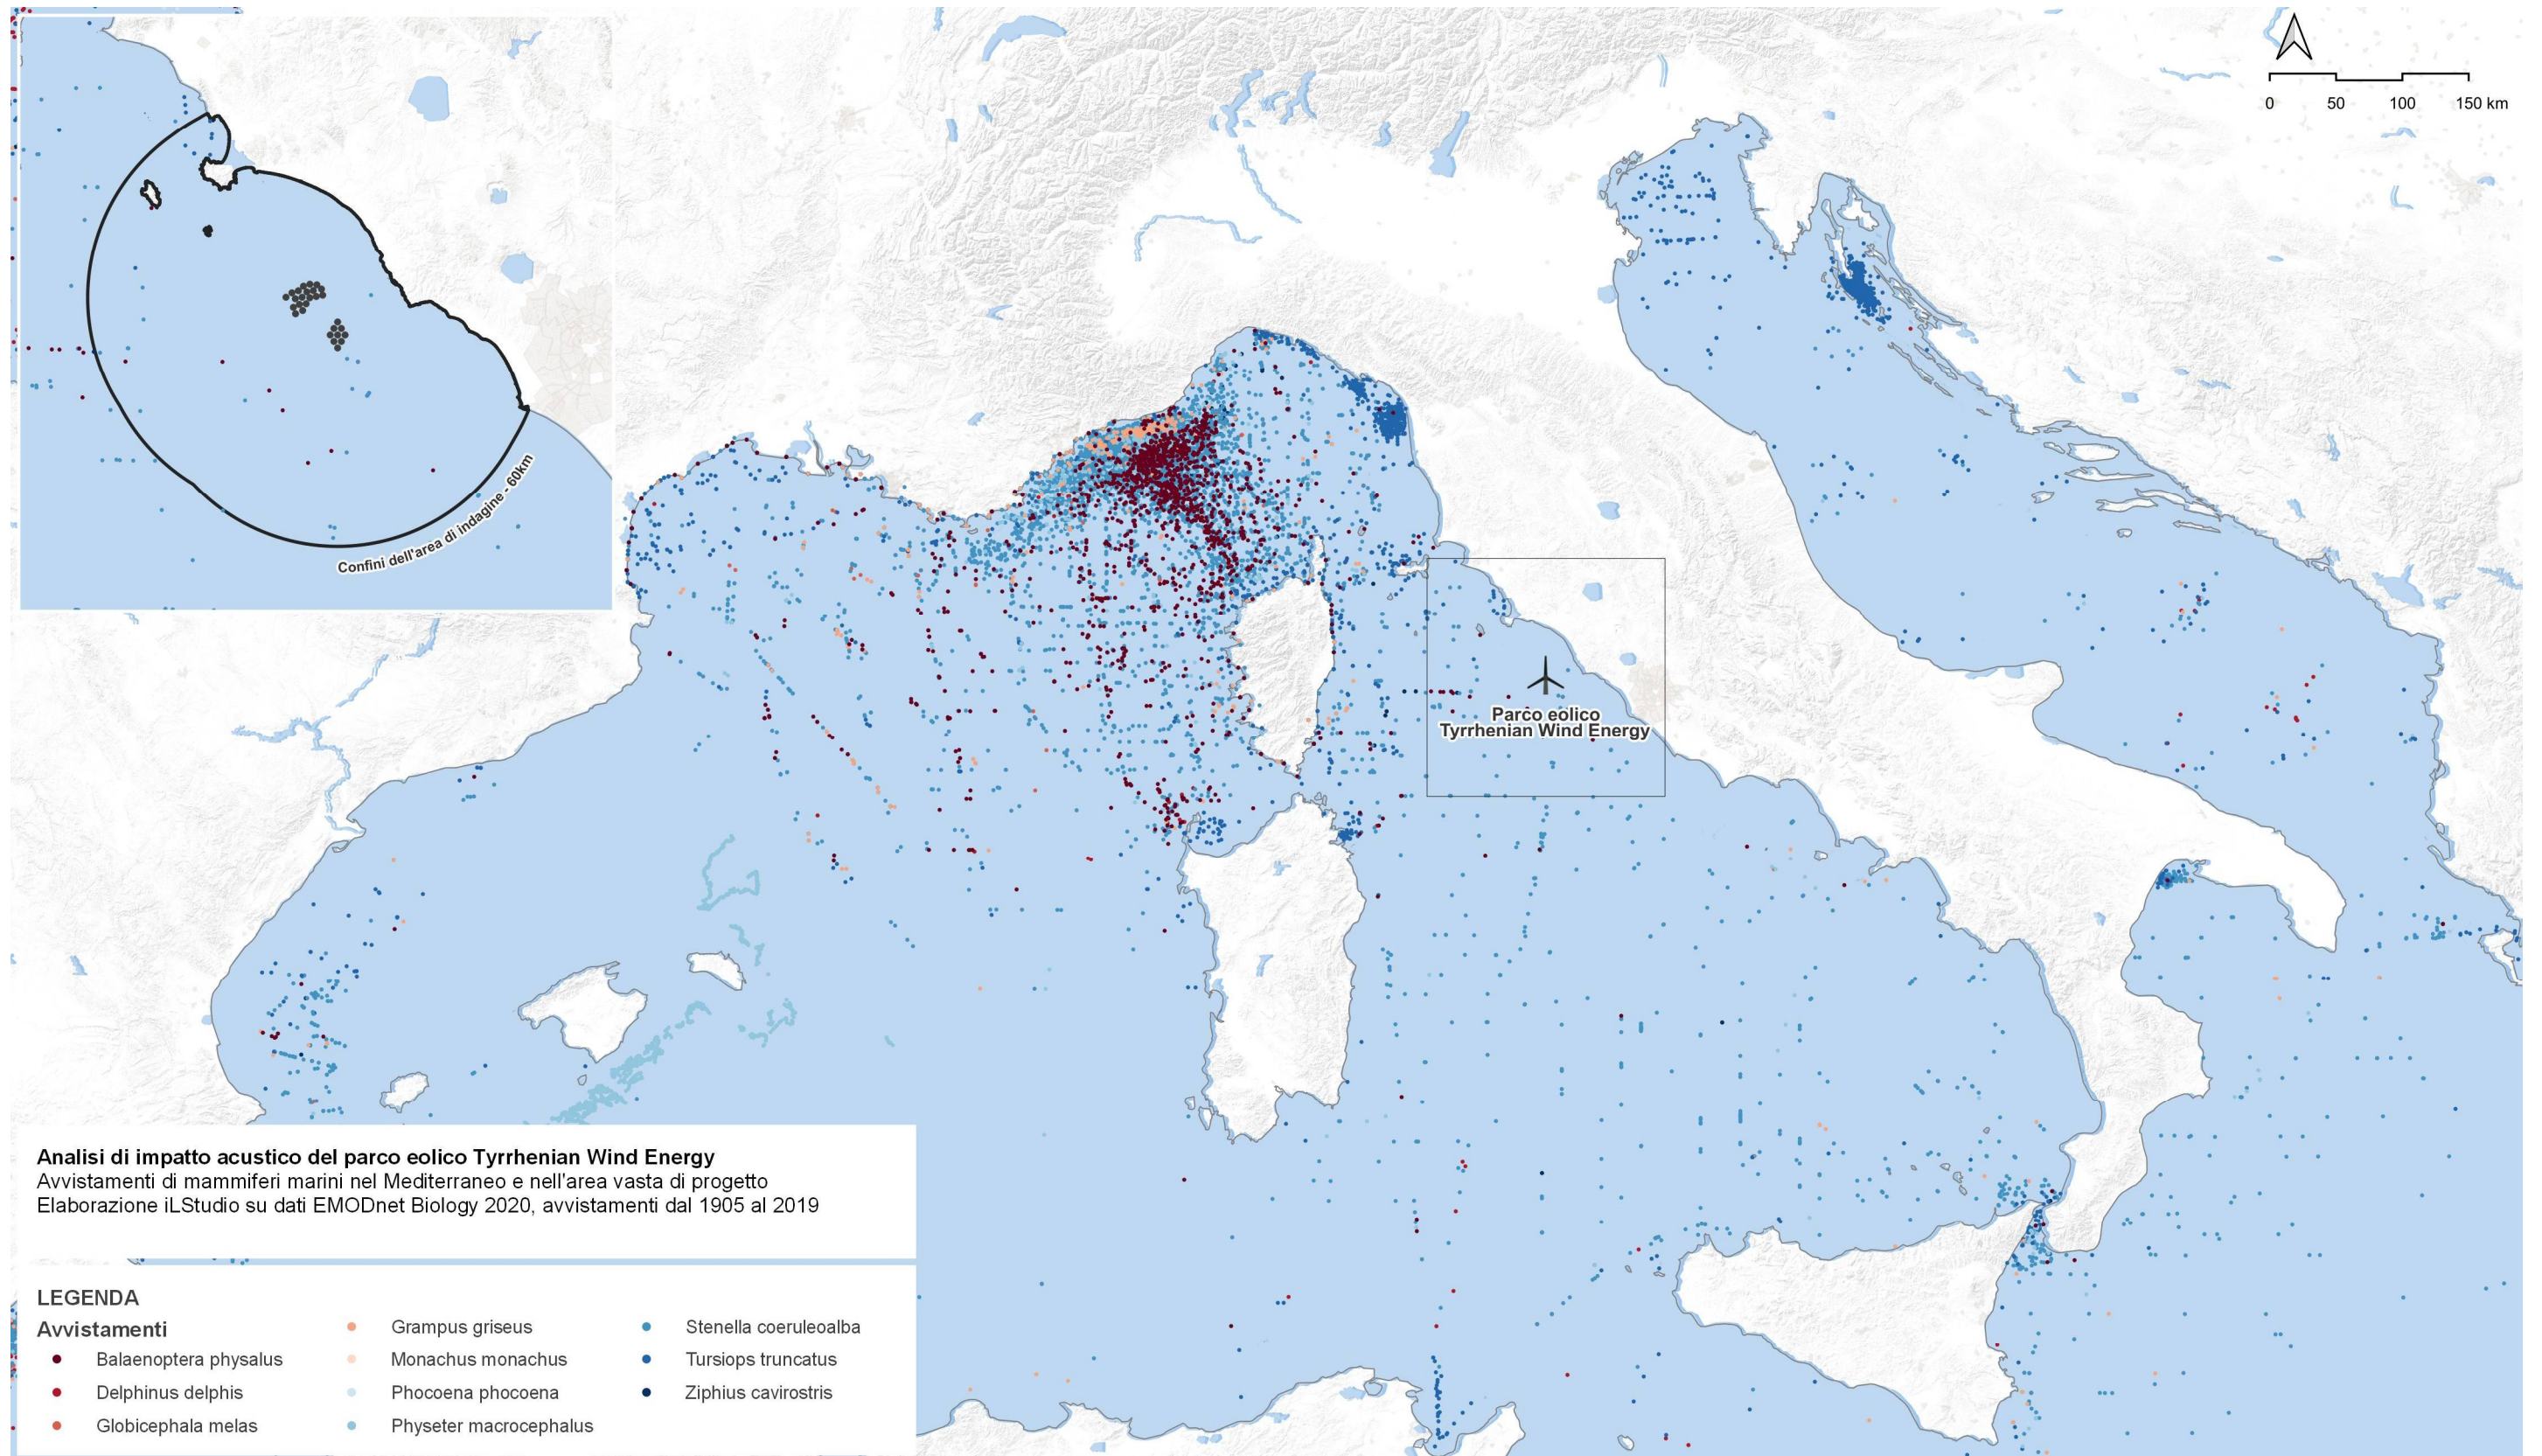 0 50 100 150 km
Confini dell'area di indagine - 60km
Parco eolico
Tyrrhenian Wind Energy
Analisi di impatto acustico del parco eolico Tyrrhenian Wind Energy
Avvistamenti di mammiferi marini nel Mediterraneo e nell'area vasta di progetto
Elaborazione iLStudio su dati EMODnet Biology 2020, avvistamenti dal 1905 al 2019
LEGENDA
Avvistamenti
Balaenoptera physalus
Delphinus delphis
Globicephala melas
Grampus griseus
Monachus monachus
Phocoena phocoena
Physeter macrocephalus
Stenella coeruleoalba
Tursiops truncatus
Ziphius cavirostris